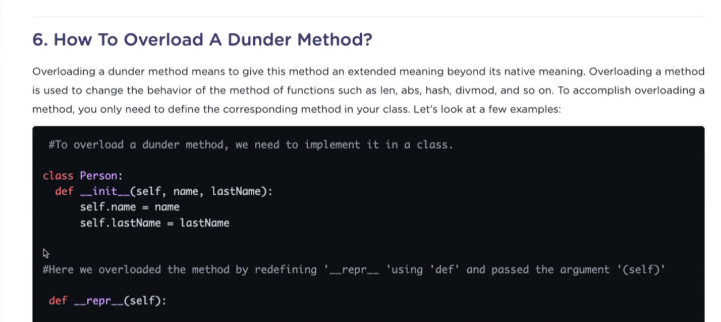 6. How To Overload A Dunder Method?
Overloading a dunder method means to give this method an extended meaning beyond its native meaning. Overloading a method
is used to change the behavior of the method of functions such as len, abs, hash, divmod, and so on. To accomplish overloading a
method, you only need to define the corresponding method in your class. Let's look at a few examples:
#To overload a dunder method, we need to implement it in a class.
class Person:
def __init__(self, name, lastName):
self.name = name
self.lastName = lastName
#Here we overloaded the method by redefining '__repr__ 'using 'def' and passed the argument '(self)'
def __repr__(self):